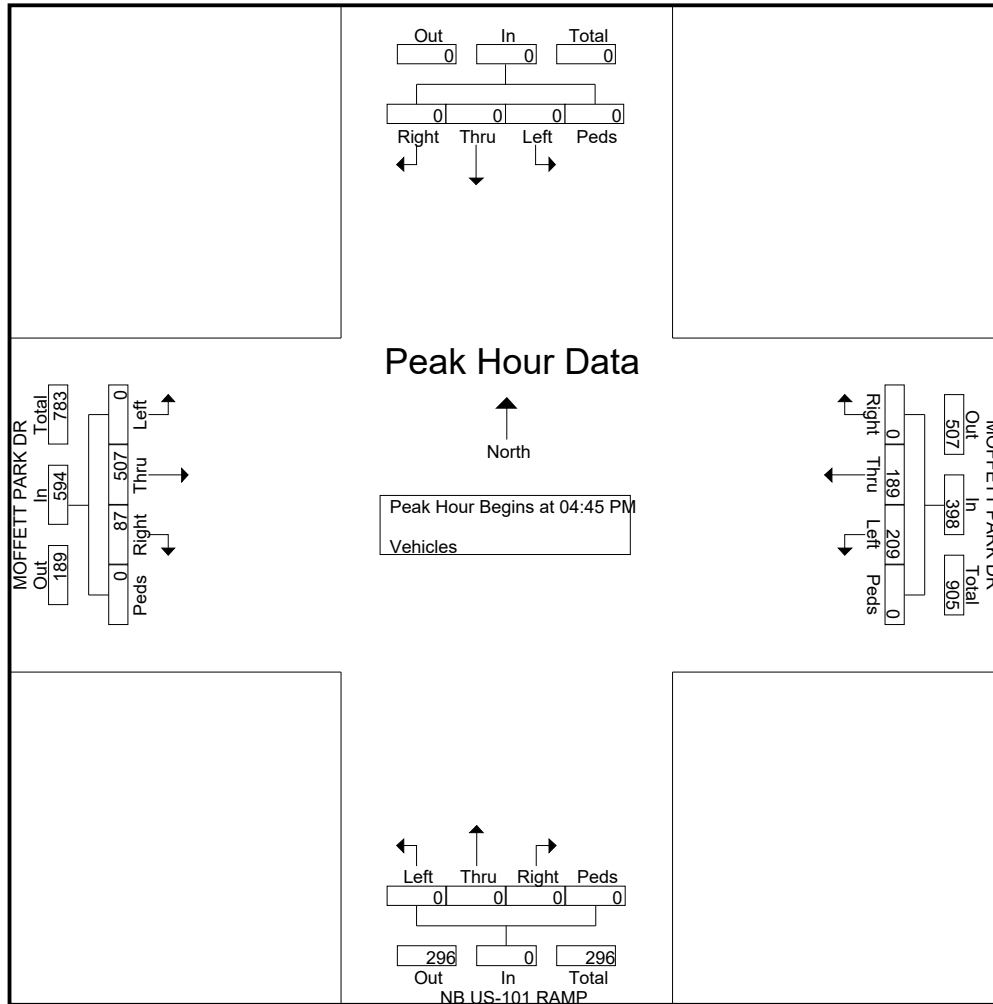 Out In Total
0 0 0
0 0 0 0
Right Thru Left Peds
Peak Hour Data
North
Peak Hour Begins at 04:45 PM
Vehicles
MOFFETT PARK DR
Total In Out
783 594 189
0 507 87 0
Left Thru Right Peds
Right Thru Left Peds
0 189 209 0
Out In Total
507 398 905
MOFFETT PARK DR
Left Thru Right Peds
0 0 0 0
296 0 296
Out In Total
NB US-101 RAMP